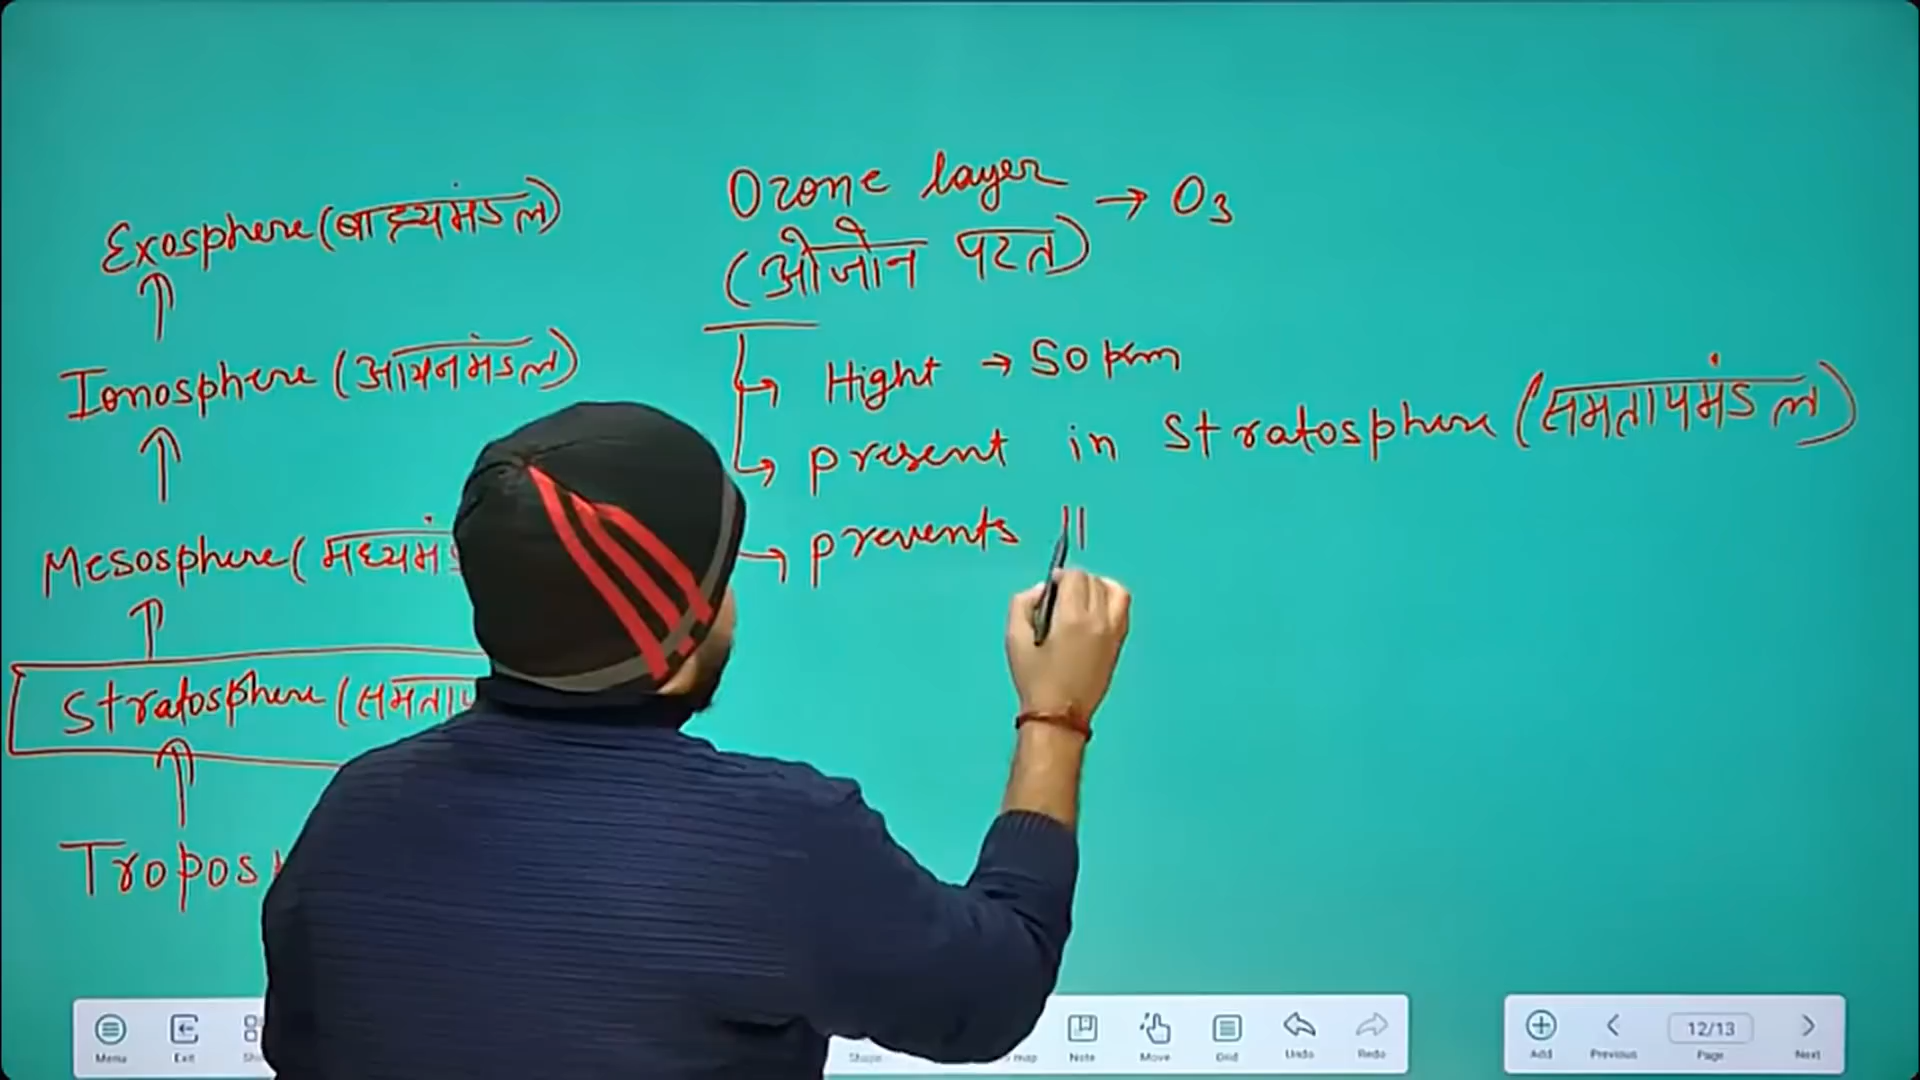 Exosphere (बाह्यमंडल)
Ionosphere (आयनमंडल)
Mesosphere (मध्यमं
Stratosphere (समताप
Tropos
Ozone layer → O3
(ओजोन परत)
Hight → 50 km
present in stratosphere (समतापमंडल)
prevents
Menu
Exit
Note
Move
Grid
Undo
Redo
Add
Previous
12/13
Page
Next